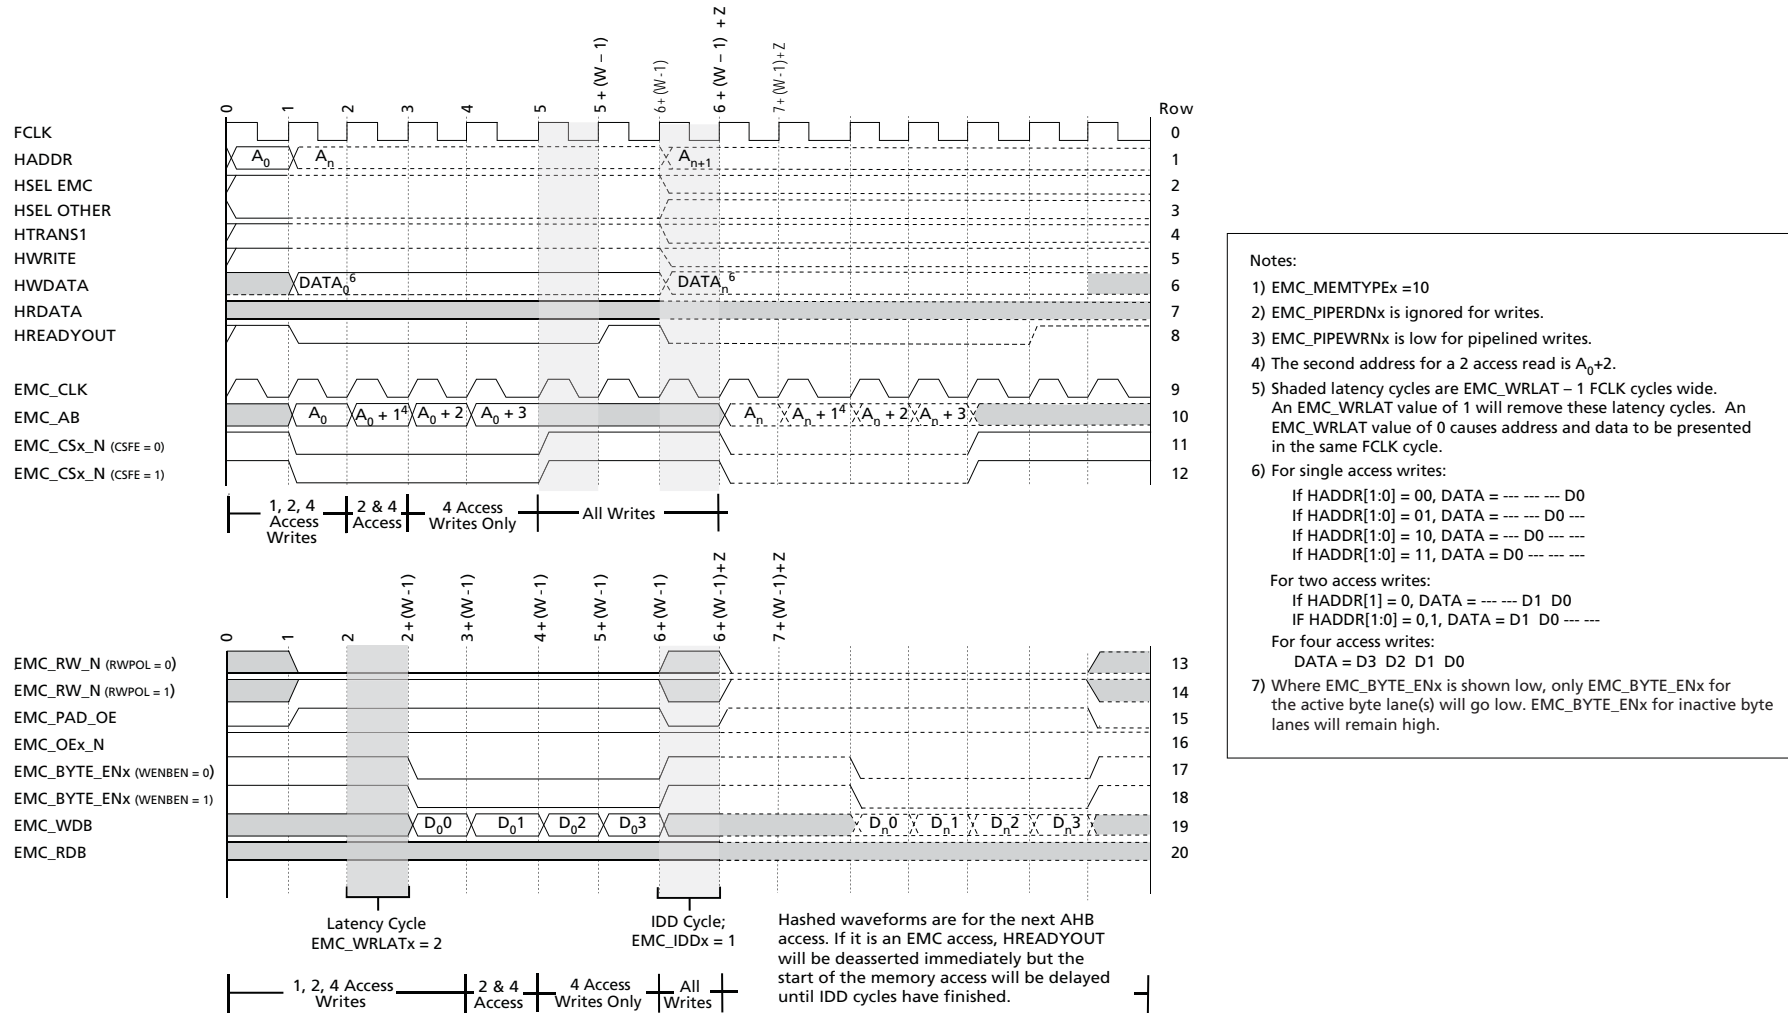 0 1 2 3 4 5 5 + (W – 1) 6+ (W -1) 6 + (W – 1) + Z 7+ (W-1) + Z Row
FCLK 0
HADDR A0 An An+1 1
HSEL EMC 2
HSEL OTHER 3
HTRANS1 4
HWRITE 5
HWDATA DATA0 6 DATAn 6 6
HRDATA 7
HREADYOUT 8
EMC_CLK 9
EMC_AB A0 A0 + 1 4 A0 + 2 A0 + 3 An An + 1 4 An + 2 An + 3 10
EMC_CSx_N (CSFE = 0) 11
EMC_CSx_N (CSFE = 1) 12
1, 2, 4 2 & 4 4 Access All Writes
Access Access Writes Only
Writes
0 1 2 2+ (W -1) 3+ (W -1) 4+ (W -1) 5+ (W -1) 6+ (W -1) 6+ (W -1) + Z 7+ (W -1) + Z
EMC_RW_N (RWPOL = 0) 13
EMC_RW_N (RWPOL = 1) 14
EMC_PAD_OE 15
EMC_OEx_N 16
EMC_BYTE_ENx (WENBEN = 0) 17
EMC_BYTE_ENx (WENBEN = 1) 18
EMC_WDB D00 D01 D02 D03 Dn0 Dn1 Dn2 Dn3 19
EMC_RDB 20
Latency Cycle
EMC_WRLATx = 2
IDD Cycle;
EMC_IDDx = 1
Hashed waveforms are for the next AHB
access. If it is an EMC access, HREADYOUT
will be deasserted immediately but the
start of the memory access will be delayed
until IDD cycles have finished.
1, 2, 4 Access 2 & 4 4 Access All
Writes Access Writes Only Writes
Notes:
1) EMC_MEMTYPEx =10
2) EMC_PIPERDNx is ignored for writes.
3) EMC_PIPEWRNx is low for pipelined writes.
4) The second address for a 2 access read is A0+2.
5) Shaded latency cycles are EMC_WRLAT – 1 FCLK cycles wide.
An EMC_WRLAT value of 1 will remove these latency cycles. An
EMC_WRLAT value of 0 causes address and data to be presented
in the same FCLK cycle.
6) For single access writes:
If HADDR[1:0] = 00, DATA = --- --- --- D0
If HADDR[1:0] = 01, DATA = --- --- D0 ---
If HADDR[1:0] = 10, DATA = --- D0 --- ---
If HADDR[1:0] = 11, DATA = D0 --- --- ---
For two access writes:
If HADDR[1] = 0, DATA = --- --- D1 D0
IF HADDR[1:0] = 0,1, DATA = D1 D0 --- ---
For four access writes:
DATA = D3 D2 D1 D0
7) Where EMC_BYTE_ENx is shown low, only EMC_BYTE_ENx for
the active byte lane(s) will go low. EMC_BYTE_ENx for inactive byte
lanes will remain high.